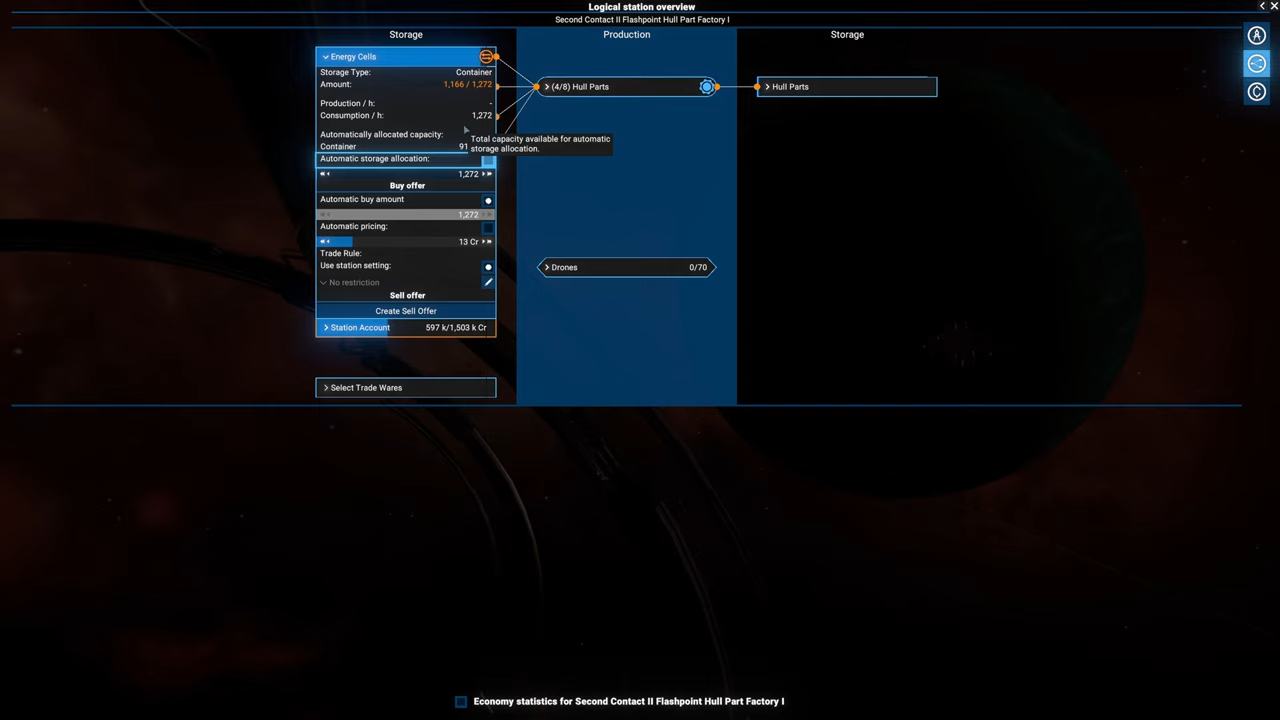 Logical station overview
Second Contact II Flashpoint Hull Part Factory I
Storage
Production
Storage
Energy Cells
Storage Type: Container
Amount: 1,166 / 1,272
Production / h: -
Consumption / h: 1,272
Automatically allocated capacity:
Container 91
Total capacity available for automatic
storage allocation.
Automatic storage allocation:
1,272
Buy offer
Automatic buy amount
1,272
Automatic pricing:
13 Cr
Trade Rule:
Use station setting:
No restriction
Sell offer
Create Sell Offer
Station Account 597 k/1,503 k Cr
Select Trade Wares
(4/8) Hull Parts
Drones 0/70
Hull Parts
Economy statistics for Second Contact II Flashpoint Hull Part Factory I